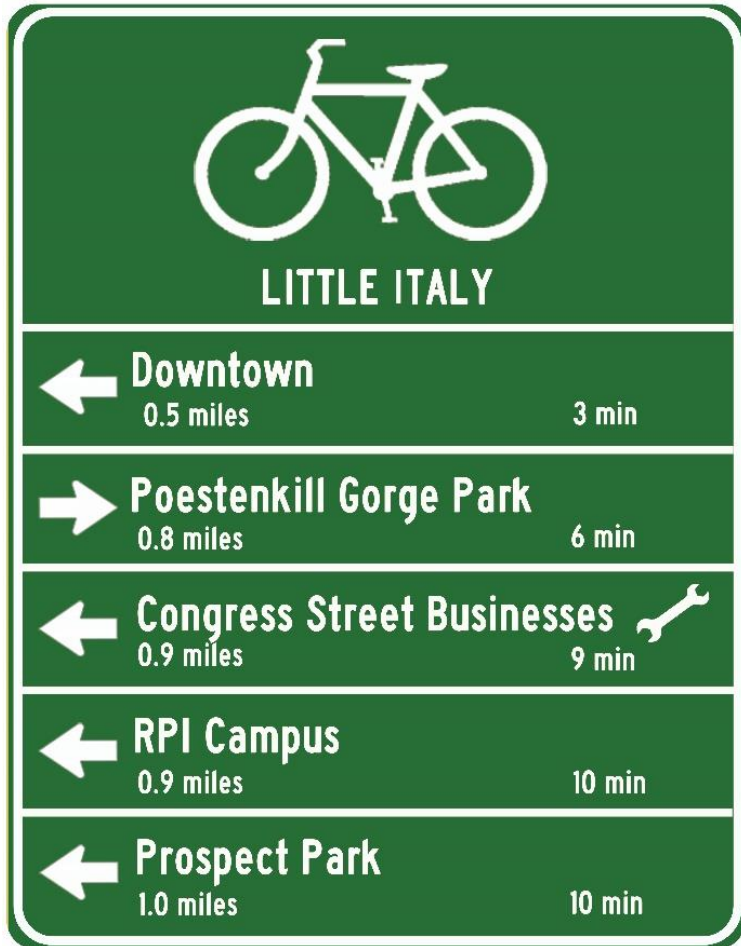 LITTLE ITALY
Downtown
0.5 miles 3 min
Poestenkill Gorge Park
0.8 miles 6 min
Congress Street Businesses
0.9 miles 9 min
RPI Campus
0.9 miles 10 min
Prospect Park
1.0 miles 10 min